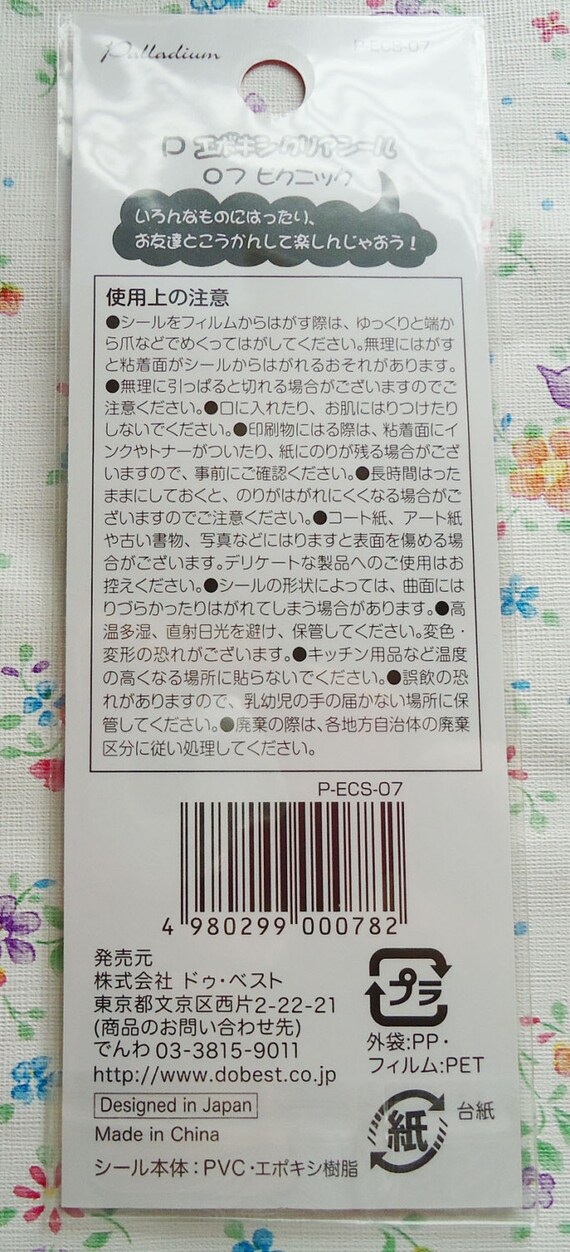 Palladium
P-ECS-07
P エポキシクリアシール
07 ピクニック
いろんなものにはったり、
お友達とこうかんして楽しんじゃおう！
使用上の注意
●シールをフィルムからはがす際は、ゆっくりと端か
ら爪などでめくってはがしてください。無理にはがす
と粘着面がシールからはがれるおそれがあります。
●無理に引っぱると切れる場合がございますのでご
注意ください。●口に入れたり、お肌にはりつけたり
しないでください。●印刷物にはる際は、粘着面にイ
ンクやトナーがついたり、紙にのりが残る場合がござ
いますので、事前にご確認ください。●長時間はった
ままにしておくと、のりがはがれにくくなる場合がご
ざいますのでご注意ください。●コート紙、アート紙
や古い書物、写真などにはりますと表面を傷める場
合がございます。デリケートな製品へのご使用はお
控えください。●シールの形状によっては、曲面には
りづらかったりはがれてしまう場合があります。●高
温多湿、直射日光を避け、保管してください。変色・
変形の恐れがございます。●キッチン用品など温度
の高くなる場所に貼らないでください。●誤飲の恐
れがありますので、乳幼児の手の届かない場所に保
管してください。●廃棄の際は、各地方自治体の廃棄
区分に従い処理してください。
P-ECS-07
4 980299 000782
発売元
株式会社 ドゥ・ベスト
東京都文京区西片2-22-21
(商品のお問い合わせ先)
でんわ 03-3815-9011
http://www.dobest.co.jp
Designed in Japan
Made in China
シール本体：PVC・エポキシ樹脂
プラ
外袋:PP・
フィルム:PET
紙
台紙